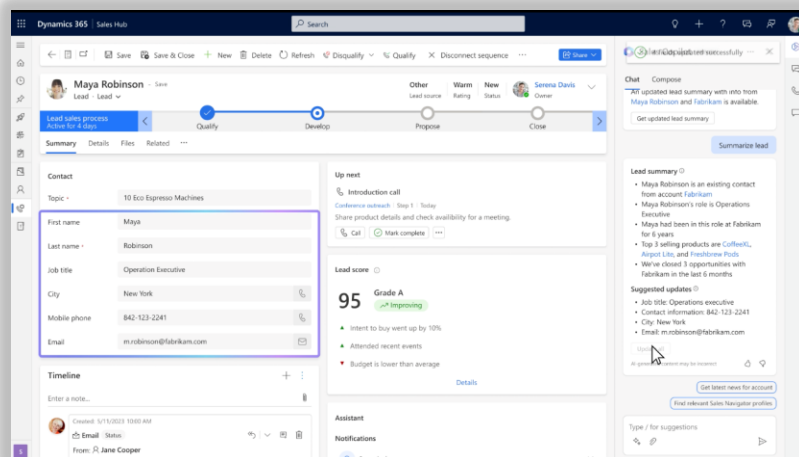 Dynamics 365 Sales Hub
Search
Save Save & Close New Delete Refresh Disqualify Qualify Disconnect sequence
Share
Maya Robinson - Save
Lead · Lead
Other
Lead source
Warm
Rating
New
Status
Serena Davis
Owner
Lead sales process
Active for 4 days
Qualify
Develop
Propose
Close
Summary Details Files Related
Contact
Topic - 10 Eco Espresso Machines
First name Maya
Last name - Robinson
Job title Operation Executive
City New York
Mobile phone 842-123-2241
Email m.robinson@fabrikam.com
Timeline
Enter a note...
Created: 5/11/2023 10:00 AM
Email Status
From: Jane Cooper
Up next
Introduction call
Conference outreach Step 1 Today
Share product details and check availibility for a meeting.
Call Mark complete
Lead score
95
Grade A
Improving
Intent to buy went up by 10%
Attended recent events
Budget is lower than average
Details
Assistant
Notifications
Chat Compose
An updated lead summary with info from
Maya Robinson and Fabrikam is available.
Get updated lead summary
Summarize lead
Lead summary
• Maya Robinson is an existing contact
from account Fabrikam
• Maya Robinson's role is Operations
Executive
• Maya had been in this role at Fabrikam
for 6 years
• Top 3 selling products are CoffeeXL,
Airpot Lite, and Freshbrew Pods
• We've closed 3 opportunities with
Fabrikam in the last 6 months
Suggested updates
• Job title: Operations executive
• Contact information: 842-123-2241
• City: New York
• Email: m.robinson@fabrikam.com
AI-generated content may be incorrect
Get latest news for account
Find relevant Sales Navigator profiles
Type / for suggestions